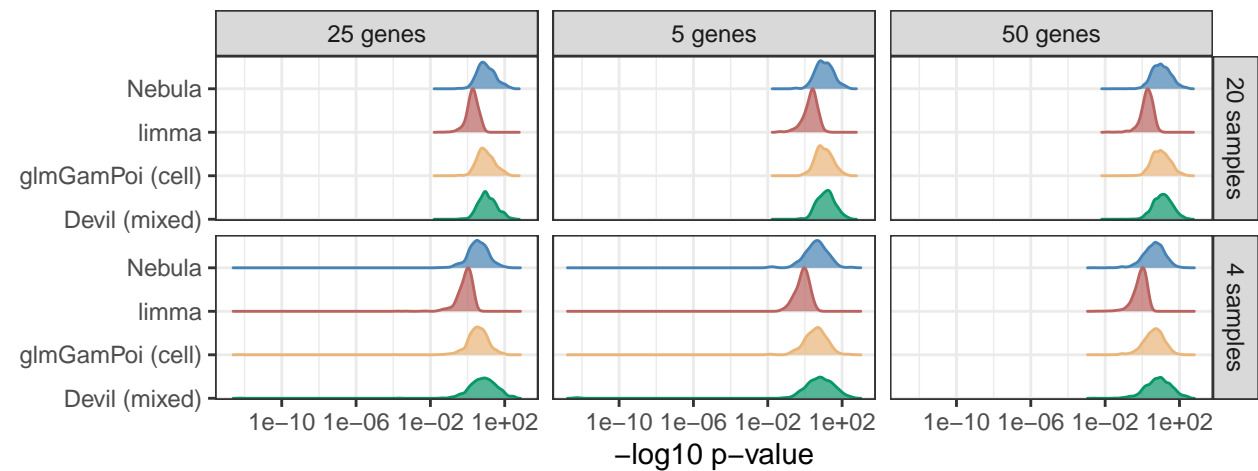 25 genes
5 genes
50 genes
Nebula
limma
glmGamPoi (cell)
Devil (mixed)
20 samples
Nebula
limma
glmGamPoi (cell)
Devil (mixed)
4 samples
1e−10 1e−06 1e−02 1e+02
1e−10 1e−06 1e−02 1e+02
1e−10 1e−06 1e−02 1e+02
−log10 p−value